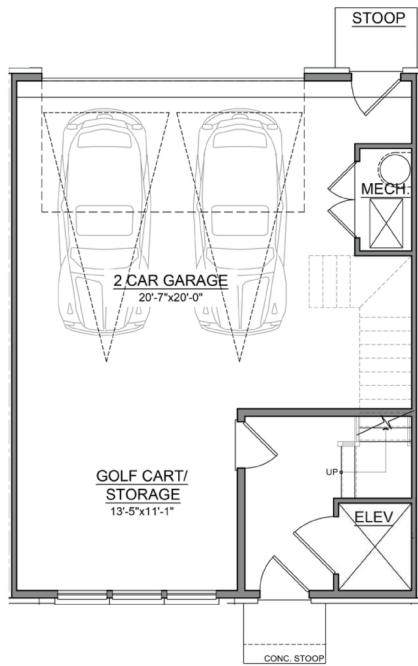 STOOP
MECH.
2 CAR GARAGE
20'-7"x20'-0"
UP
GOLF CART/
STORAGE
13'-5"x11'-1"
ELEV
CONC. STOOP